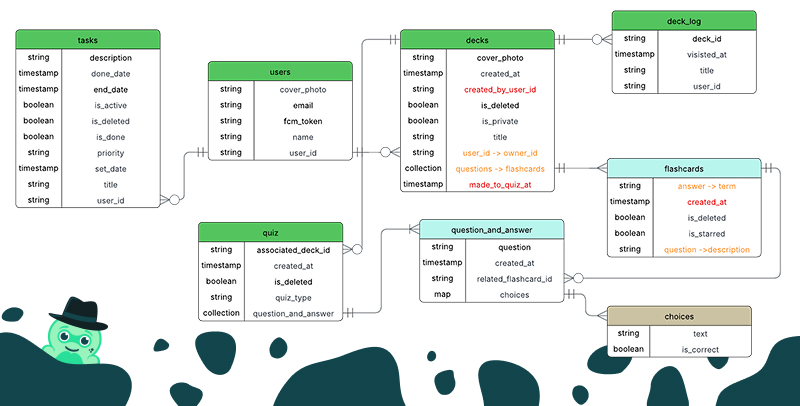 tasks
string description
timestamp done_date
timestamp end_date
boolean is_active
boolean is_deleted
boolean is_done
string priority
timestamp set_date
string title
string user_id
users
string cover_photo
string email
string fcm_token
string name
string user_id
decks
string cover_photo
timestamp created_at
string created_by_user_id
boolean is_deleted
boolean is_private
string title
string user_id -> owner_id
collection questions -> flashcards
timestamp made_to_quiz_at
deck_log
string deck_id
timestamp visisted_at
string title
string user_id
flashcards
string answer -> term
timestamp created_at
boolean is_deleted
boolean is_starred
string question ->description
quiz
string associated_deck_id
timestamp created_at
boolean is_deleted
string quiz_type
collection question_and_answer
question_and_answer
string question
timestamp created_at
string related_flashcard_id
map choices
choices
string text
boolean is_correct